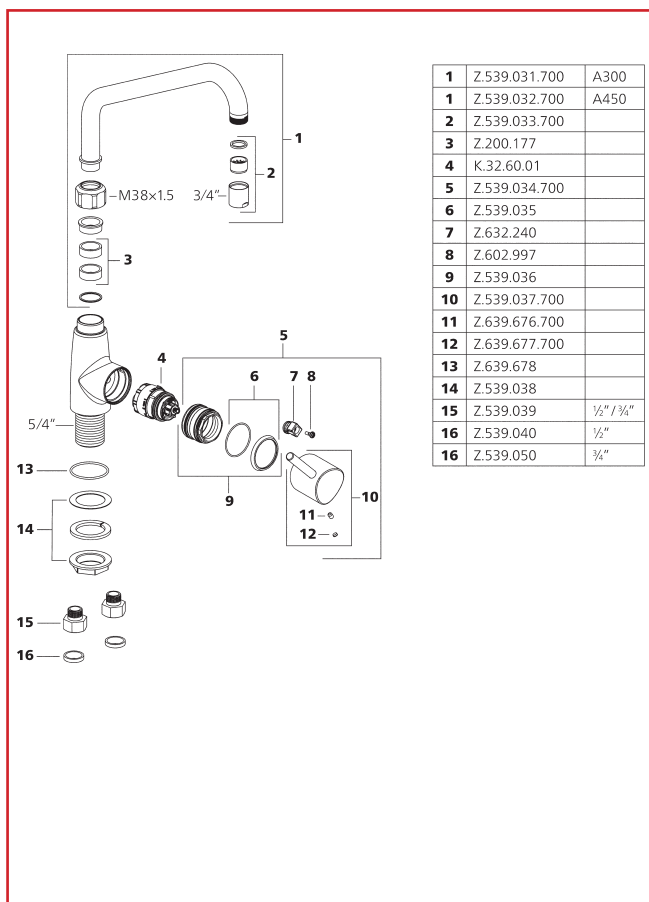 1
2
M38×1.5
3/4"
3
5
4
6
7
8
5/4"
13
9
10
11
12
14
15
16
1 Z.539.031.700 A300
1 Z.539.032.700 A450
2 Z.539.033.700
3 Z.200.177
4 K.32.60.01
5 Z.539.034.700
6 Z.539.035
7 Z.632.240
8 Z.602.997
9 Z.539.036
10 Z.539.037.700
11 Z.639.676.700
12 Z.639.677.700
13 Z.639.678
14 Z.539.038
15 Z.539.039 ½" / ¾"
16 Z.539.040 ½"
16 Z.539.050 ¾"